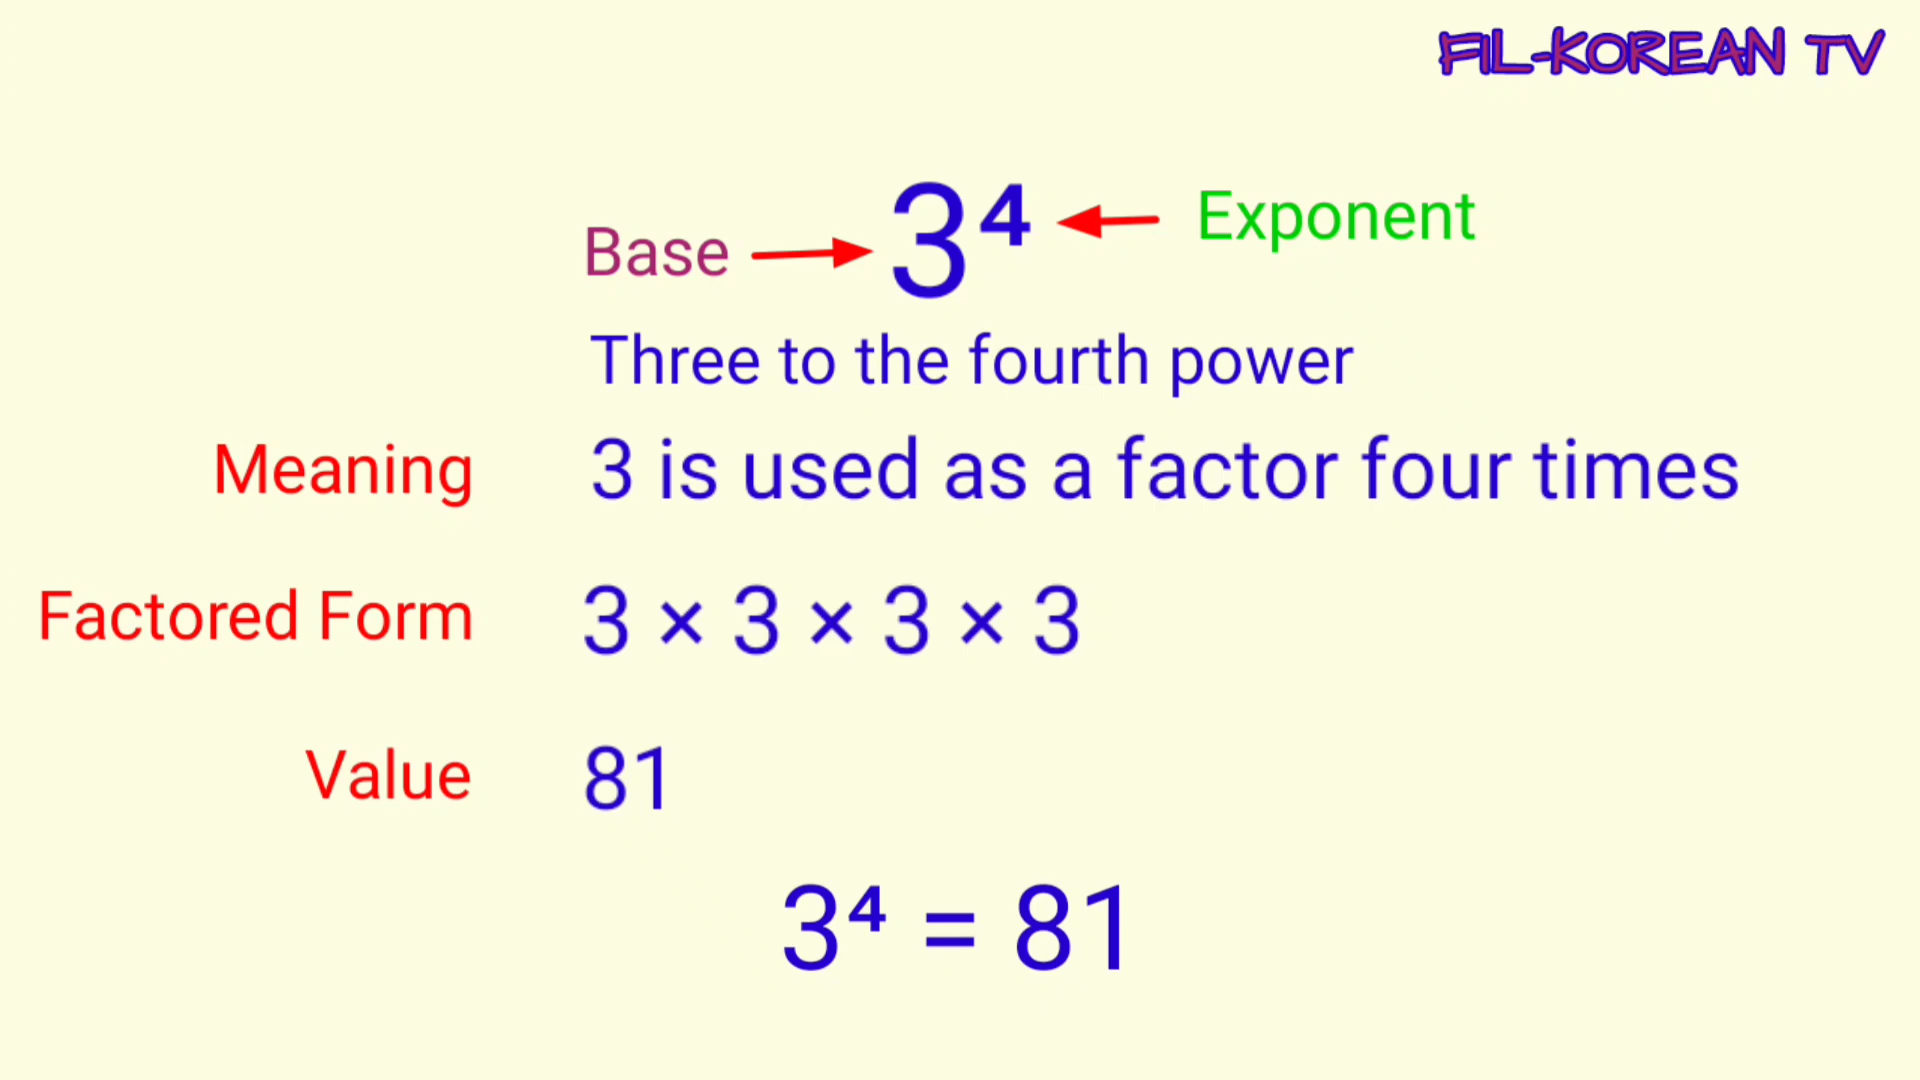 FIL-KOREAN TV
Base 3⁴ Exponent
Three to the fourth power
Meaning 3 is used as a factor four times
Factored Form 3 × 3 × 3 × 3
Value 81
3⁴ = 81